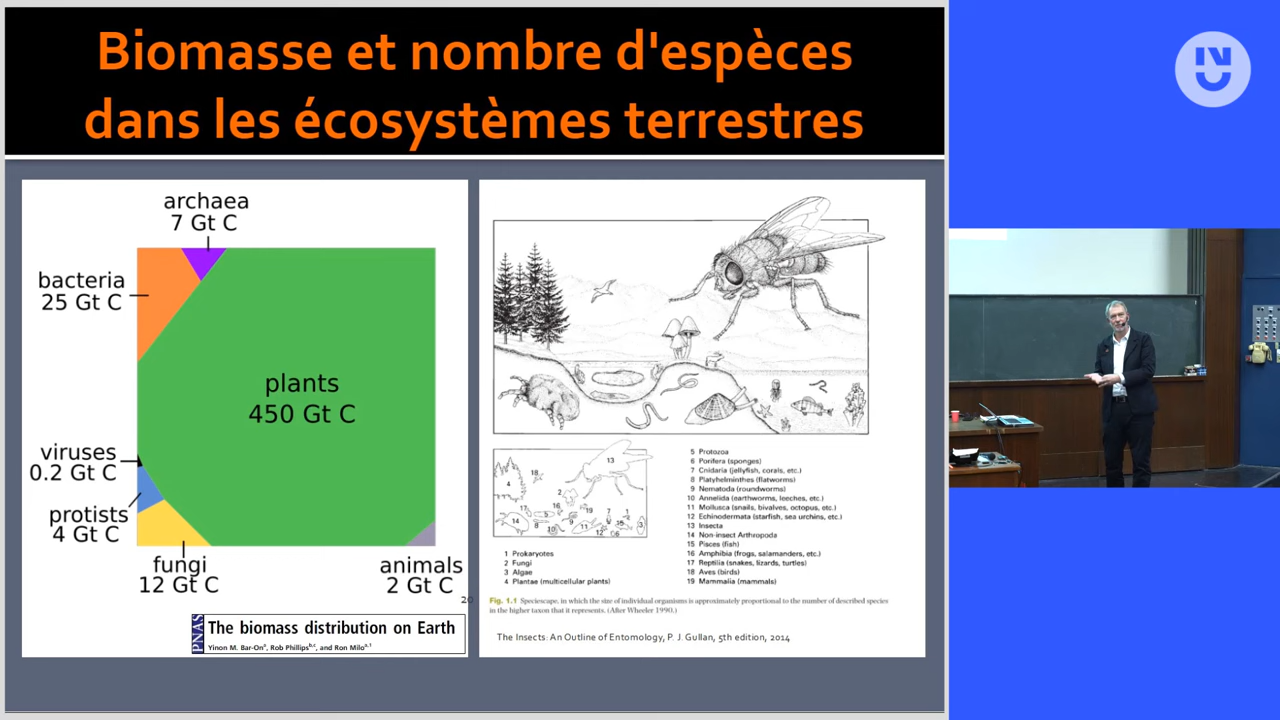 Biomasse et nombre d'espèces
dans les écosystèmes terrestres
archaea
7 Gt C
bacteria
25 Gt C
plants
450 Gt C
viruses
0.2 Gt C
protists
4 Gt C
fungi
12 Gt C
animals
2 Gt C
20
PNAS
The biomass distribution on Earth
Yinon M. Bar-Onᵃ, Rob Phillipsᵇ,ᶜ, and Ron Miloᵃ,¹
1 Prokaryotes
2 Fungi
3 Algae
4 Plantae (multicellular plants)
5 Protozoa
6 Porifera (sponges)
7 Cnidaria (jellyfish, corals, etc.)
8 Platyhelminthes (flatworms)
9 Nematoda (roundworms)
10 Annelida (earthworms, leeches, etc.)
11 Mollusca (snails, bivalves, octopus, etc.)
12 Echinodermata (starfish, sea urchins, etc.)
13 Insecta
14 Non-insect Arthropoda
15 Pisces (fish)
16 Amphibia (frogs, salamanders, etc.)
17 Reptilia (snakes, lizards, turtles)
18 Aves (birds)
19 Mammalia (mammals)
Fig. 1.1 Speciescape, in which the size of individual organisms is approximately proportional to the number of described species
in the higher taxon that it represents. (After Wheeler 1990.)
The Insects: An Outline of Entomology, P. J. Gullan, 5th edition, 2014